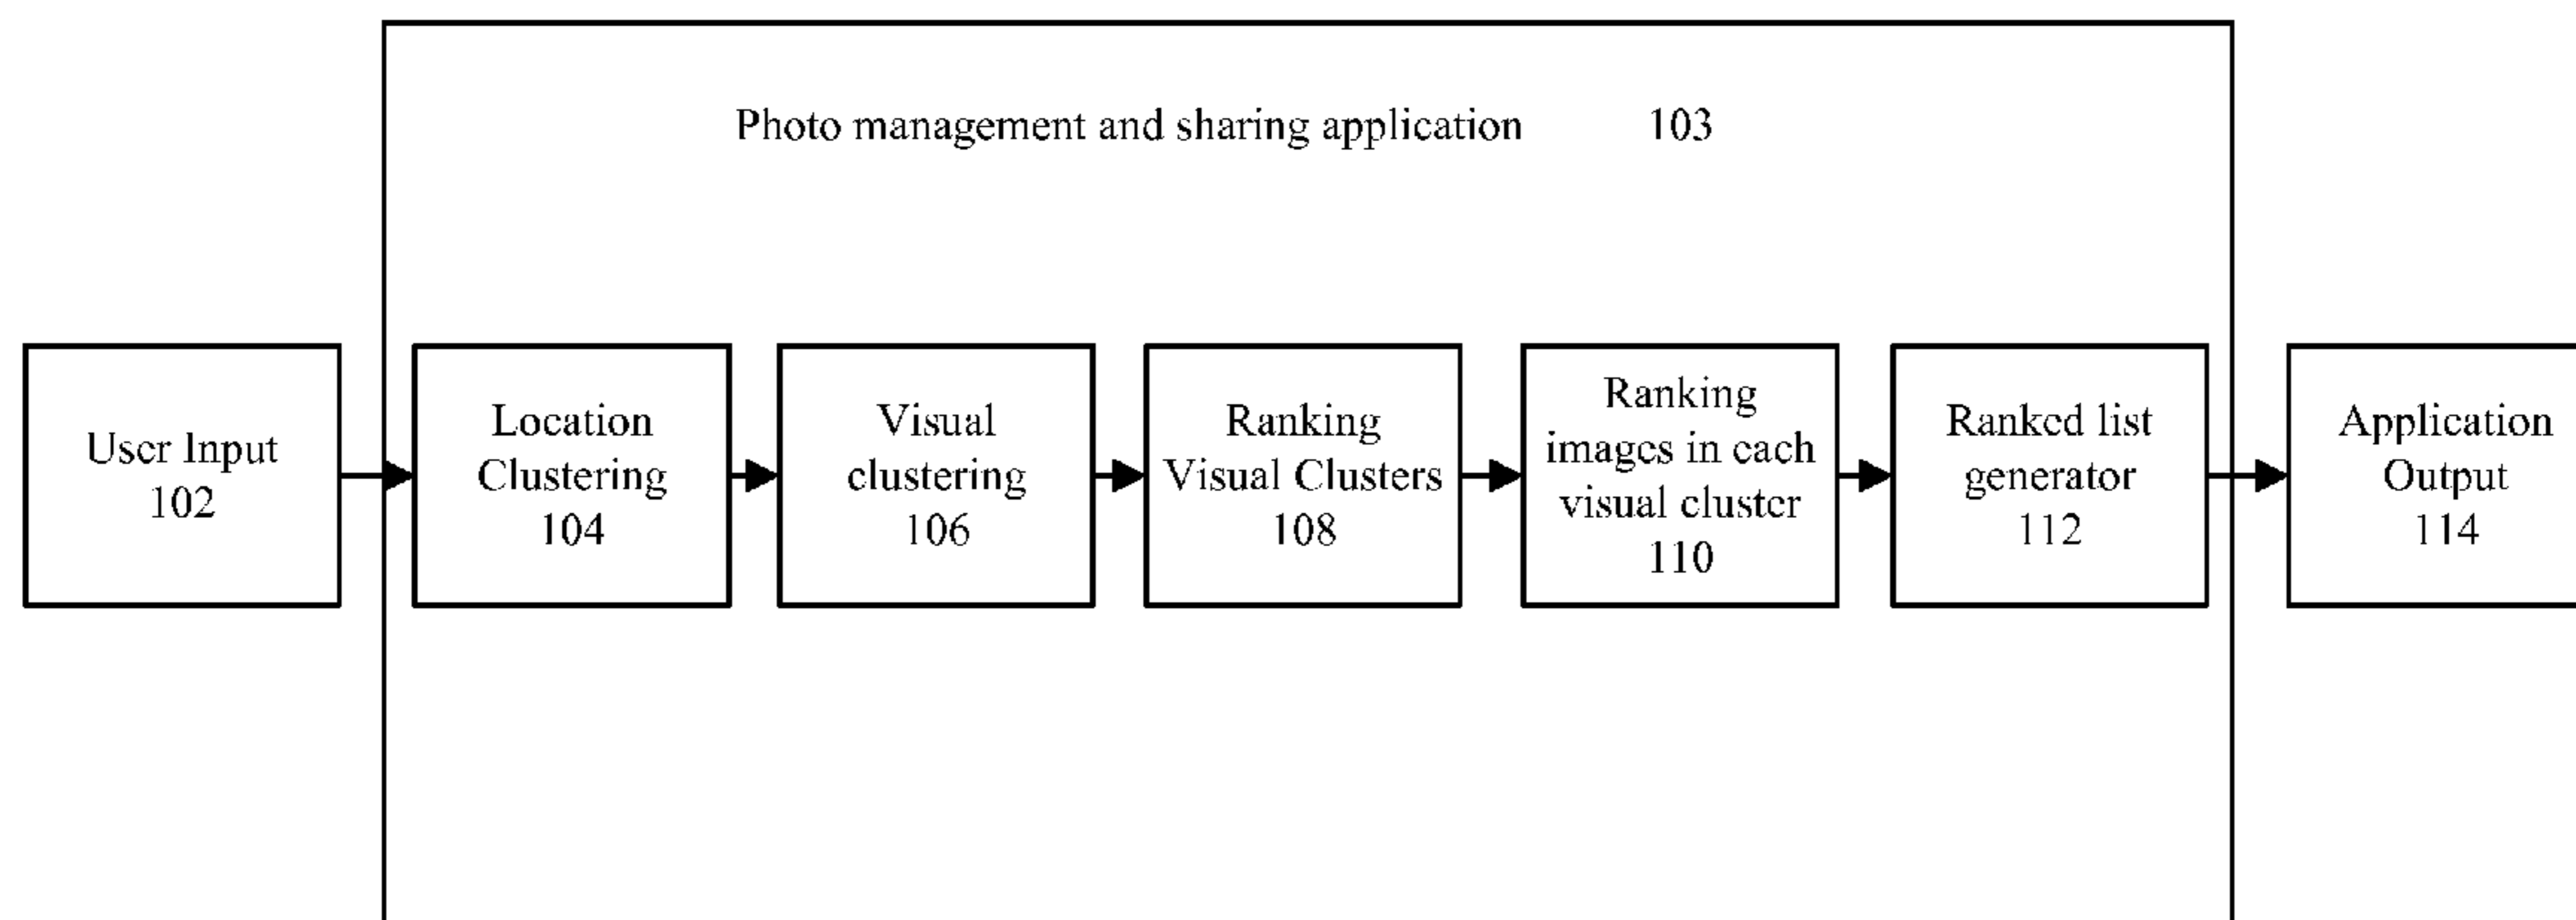 Photo management and sharing application 103
User Input
102
Location
Clustering
104
Visual
clustering
106
Ranking
Visual Clusters
108
Ranking
images in each
visual cluster
110
Ranked list
generator
112
Application
Output
114